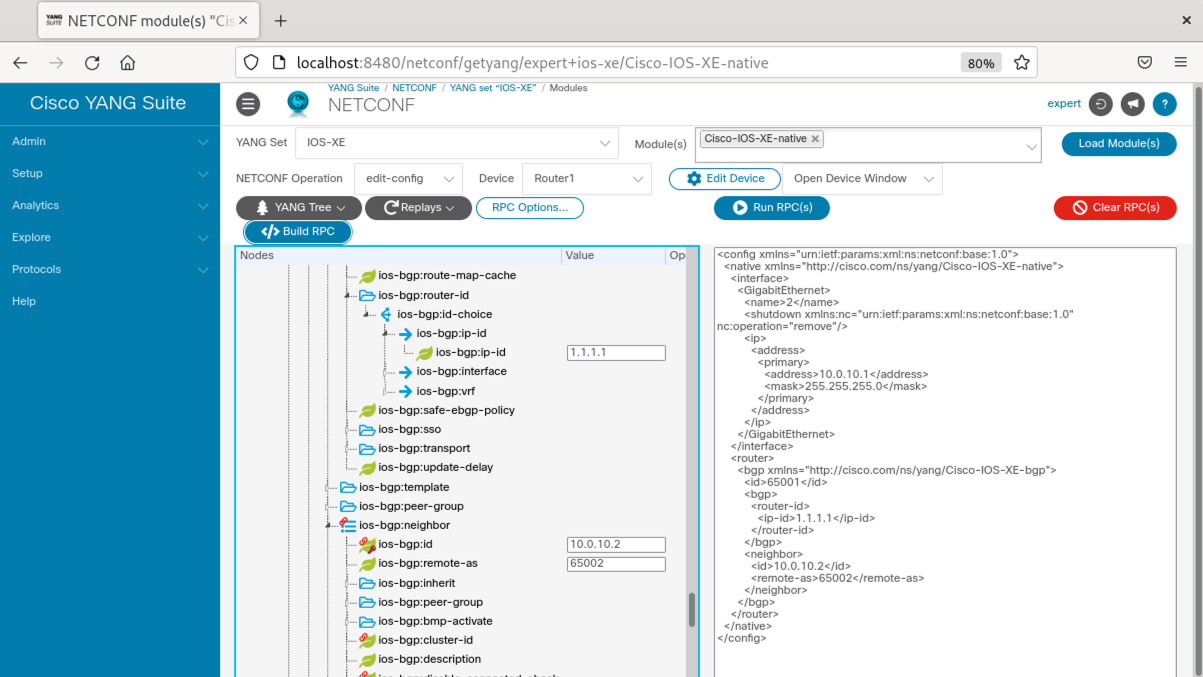 YANG SUITE NETCONF module(s) "Cis
localhost:8480/netconf/getyang/expert+ios-xe/Cisco-IOS-XE-native 80%
Cisco YANG Suite
Admin
Setup
Analytics
Explore
Protocols
Help
YANG Suite / NETCONF / YANG set "IOS-XE" / Modules
NETCONF
expert
?
YANG Set IOS-XE Module(s) Cisco-IOS-XE-native Load Module(s)
NETCONF Operation edit-config Device Router1 Edit Device Open Device Window
YANG Tree Replays RPC Options... Run RPC(s) Clear RPC(s)
Build RPC
Nodes Value Op
ios-bgp:route-map-cache
ios-bgp:router-id
ios-bgp:id-choice
ios-bgp:ip-id
ios-bgp:ip-id 1.1.1.1
ios-bgp:interface
ios-bgp:vrf
ios-bgp:safe-ebgp-policy
ios-bgp:sso
ios-bgp:transport
ios-bgp:update-delay
ios-bgp:template
ios-bgp:peer-group
ios-bgp:neighbor
ios-bgp:id 10.0.10.2
ios-bgp:remote-as 65002
ios-bgp:inherit
ios-bgp:peer-group
ios-bgp:bmp-activate
ios-bgp:cluster-id
ios-bgp:description
<config xmlns="urn:ietf:params:xml:ns:netconf:base:1.0">
<native xmlns="http://cisco.com/ns/yang/Cisco-IOS-XE-native">
<interface>
<GigabitEthernet>
<name>2</name>
<shutdown xmlns:nc="urn:ietf:params:xml:ns:netconf:base:1.0"
nc:operation="remove"/>
<ip>
<address>
<primary>
<address>10.0.10.1</address>
<mask>255.255.255.0</mask>
</primary>
</address>
</ip>
</GigabitEthernet>
</interface>
<router>
<bgp xmlns="http://cisco.com/ns/yang/Cisco-IOS-XE-bgp">
<id>65001</id>
<bgp>
<router-id>
<ip-id>1.1.1.1</ip-id>
</router-id>
</bgp>
<neighbor>
<id>10.0.10.2</id>
<remote-as>65002</remote-as>
</neighbor>
</bgp>
</router>
</native>
</config>